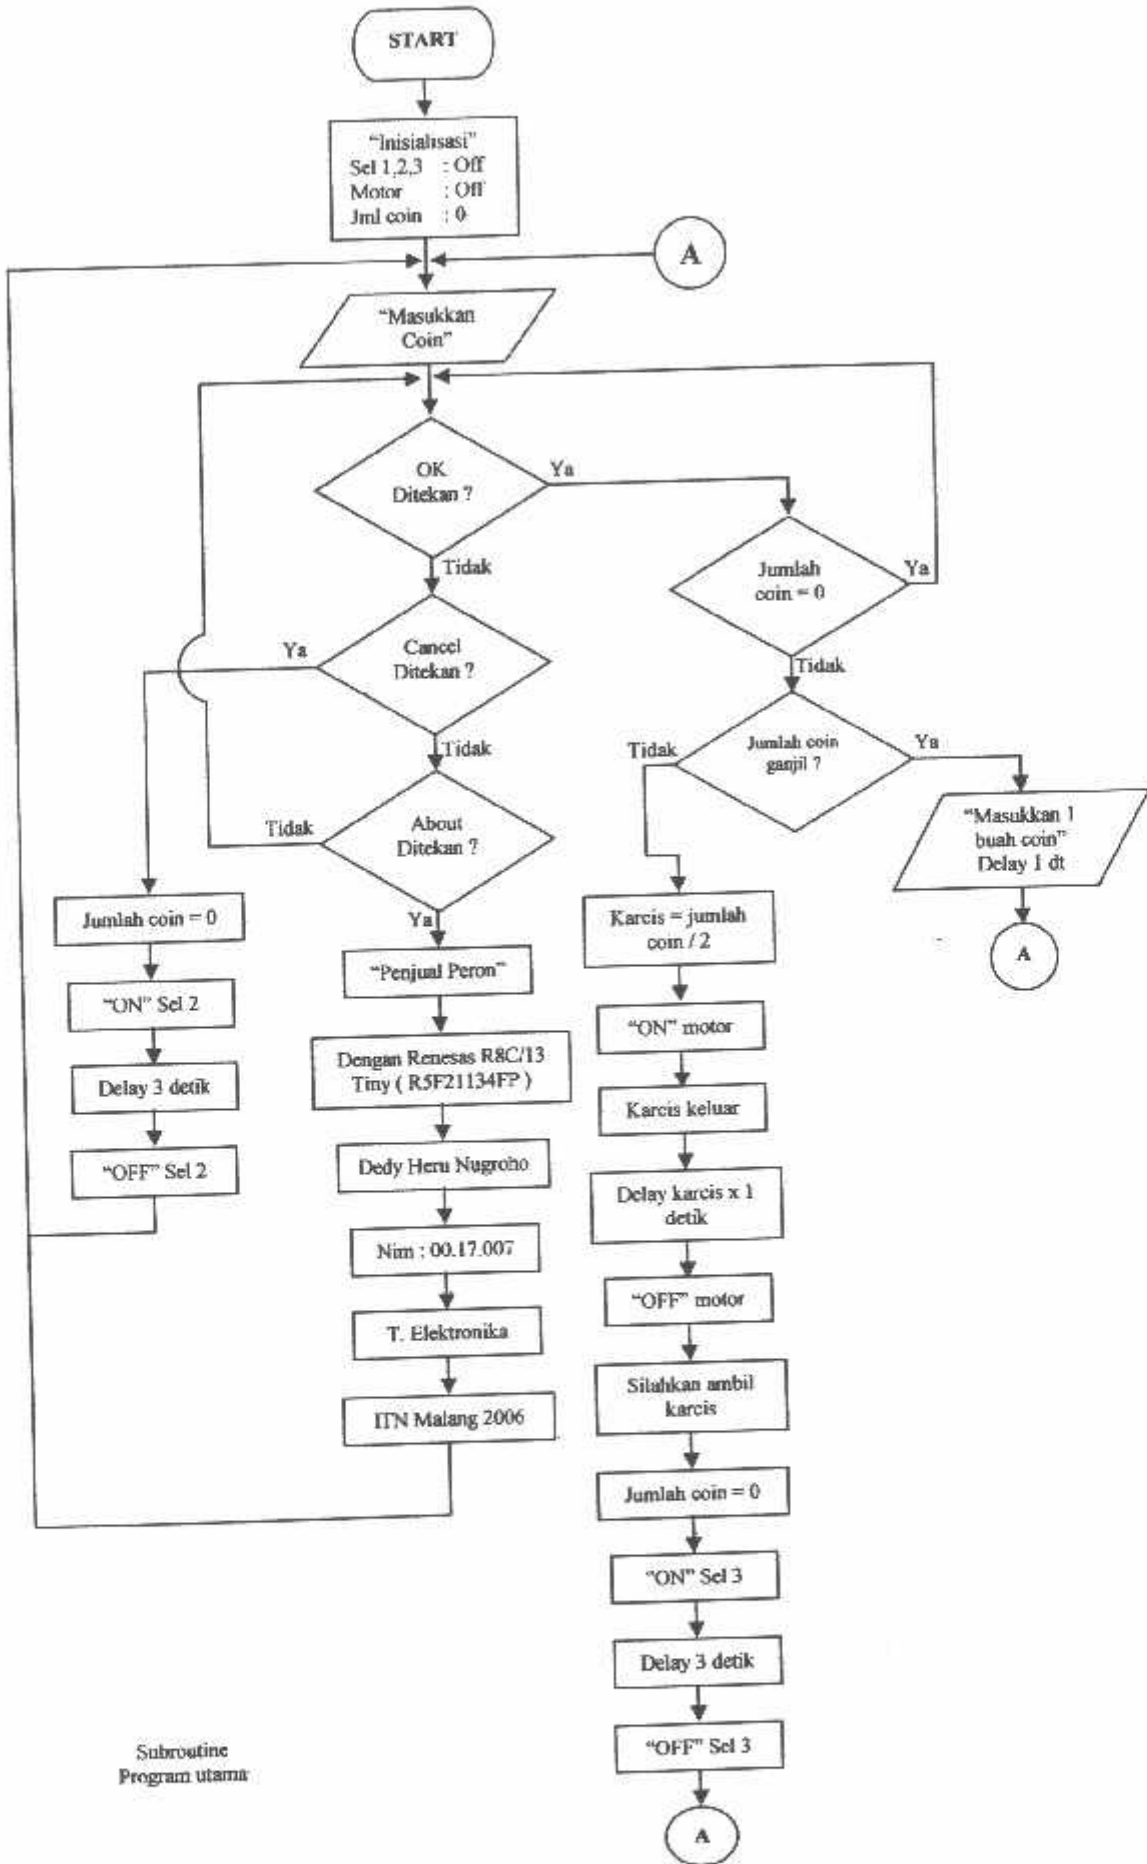 START
“Inisialisasi”
Sel 1,2,3 : Off
Motor : Off
Jml coin : 0
A
“Masukkan
Coin”
OK
Ditekan ?
Ya
Tidak
Jumlah
coin = 0
Ya
Tidak
Cancel
Ditekan ?
Ya
Tidak
Jumlah coin
ganjil ?
Tidak
Ya
“Masukkan 1
buah coin”
Delay 1 dt
A
About
Ditekan ?
Tidak
Ya
Jumlah coin = 0
“ON” Sel 2
Delay 3 detik
“OFF” Sel 2
“Penjual Peron”
Dengan Renesas R8C/13
Tiny ( R5F21134FP )
Dedy Heru Nugroho
Nim : 00.17.007
T. Elektronika
ITN Malang 2006
Karcis = jumlah
coin / 2
“ON” motor
Karcis keluar
Delay karcis x 1
detik
“OFF” motor
Silahkan ambil
karcis
Jumlah coin = 0
“ON” Sel 3
Delay 3 detik
“OFF” Sel 3
A
Subroutine
Program utama